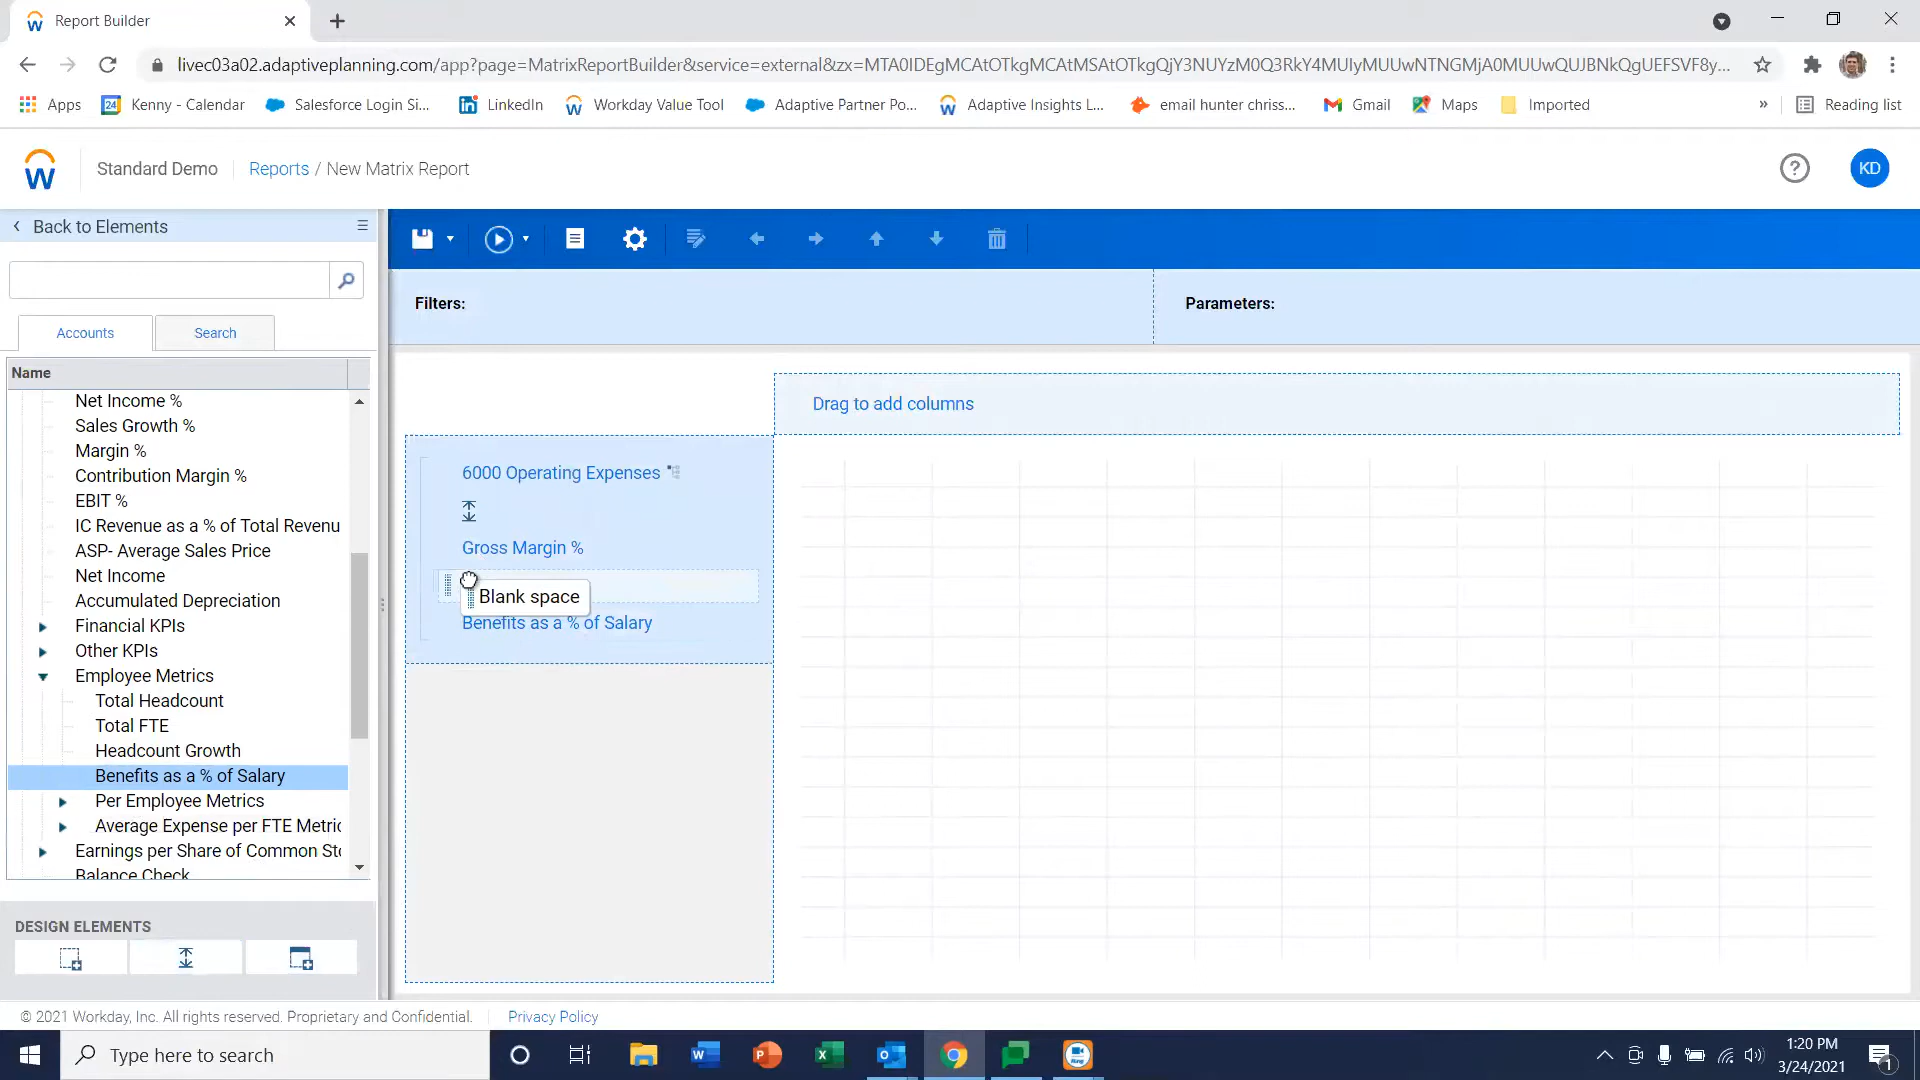 Report Builder
livec03a02.adaptiveplanning.com/app?page=MatrixReportBuilder&service=external&zx=MTA0IDEgMCAtOTkgMCAtMSAtOTkgQjY3NUYzM0Q3RkY4MUIyMUUwNTNGMjA0MUUwQUJBNkQgUEFSVF8y...
Apps
24
Kenny - Calendar
Salesforce Login Si...
LinkedIn
Workday Value Tool
Adaptive Partner Po...
Adaptive Insights L...
email hunter chriss...
Gmail
Maps
Imported
»
Reading list
Standard Demo
Reports / New Matrix Report
KD
Back to Elements
Filters:
Parameters:
Accounts
Search
Name
Net Income %
Sales Growth %
Margin %
Contribution Margin %
EBIT %
IC Revenue as a % of Total Revenu
ASP- Average Sales Price
Net Income
Accumulated Depreciation
Financial KPIs
Other KPIs
Employee Metrics
Total Headcount
Total FTE
Headcount Growth
Benefits as a % of Salary
Per Employee Metrics
Average Expense per FTE Metric
Earnings per Share of Common Sto
Balance Check
Drag to add columns
6000 Operating Expenses
Gross Margin %
Blank space
Benefits as a % of Salary
DESIGN ELEMENTS
© 2021 Workday, Inc. All rights reserved. Proprietary and Confidential.
Privacy Policy
Type here to search
1:20 PM
3/24/2021
1